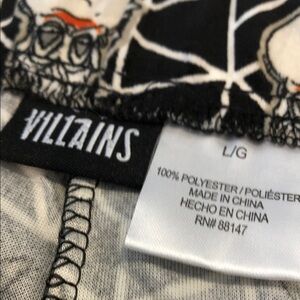 VILLAINS
L/G
100% POLYESTER / POLIÉSTER
MADE IN CHINA
HECHO EN CHINA
RN# 88147